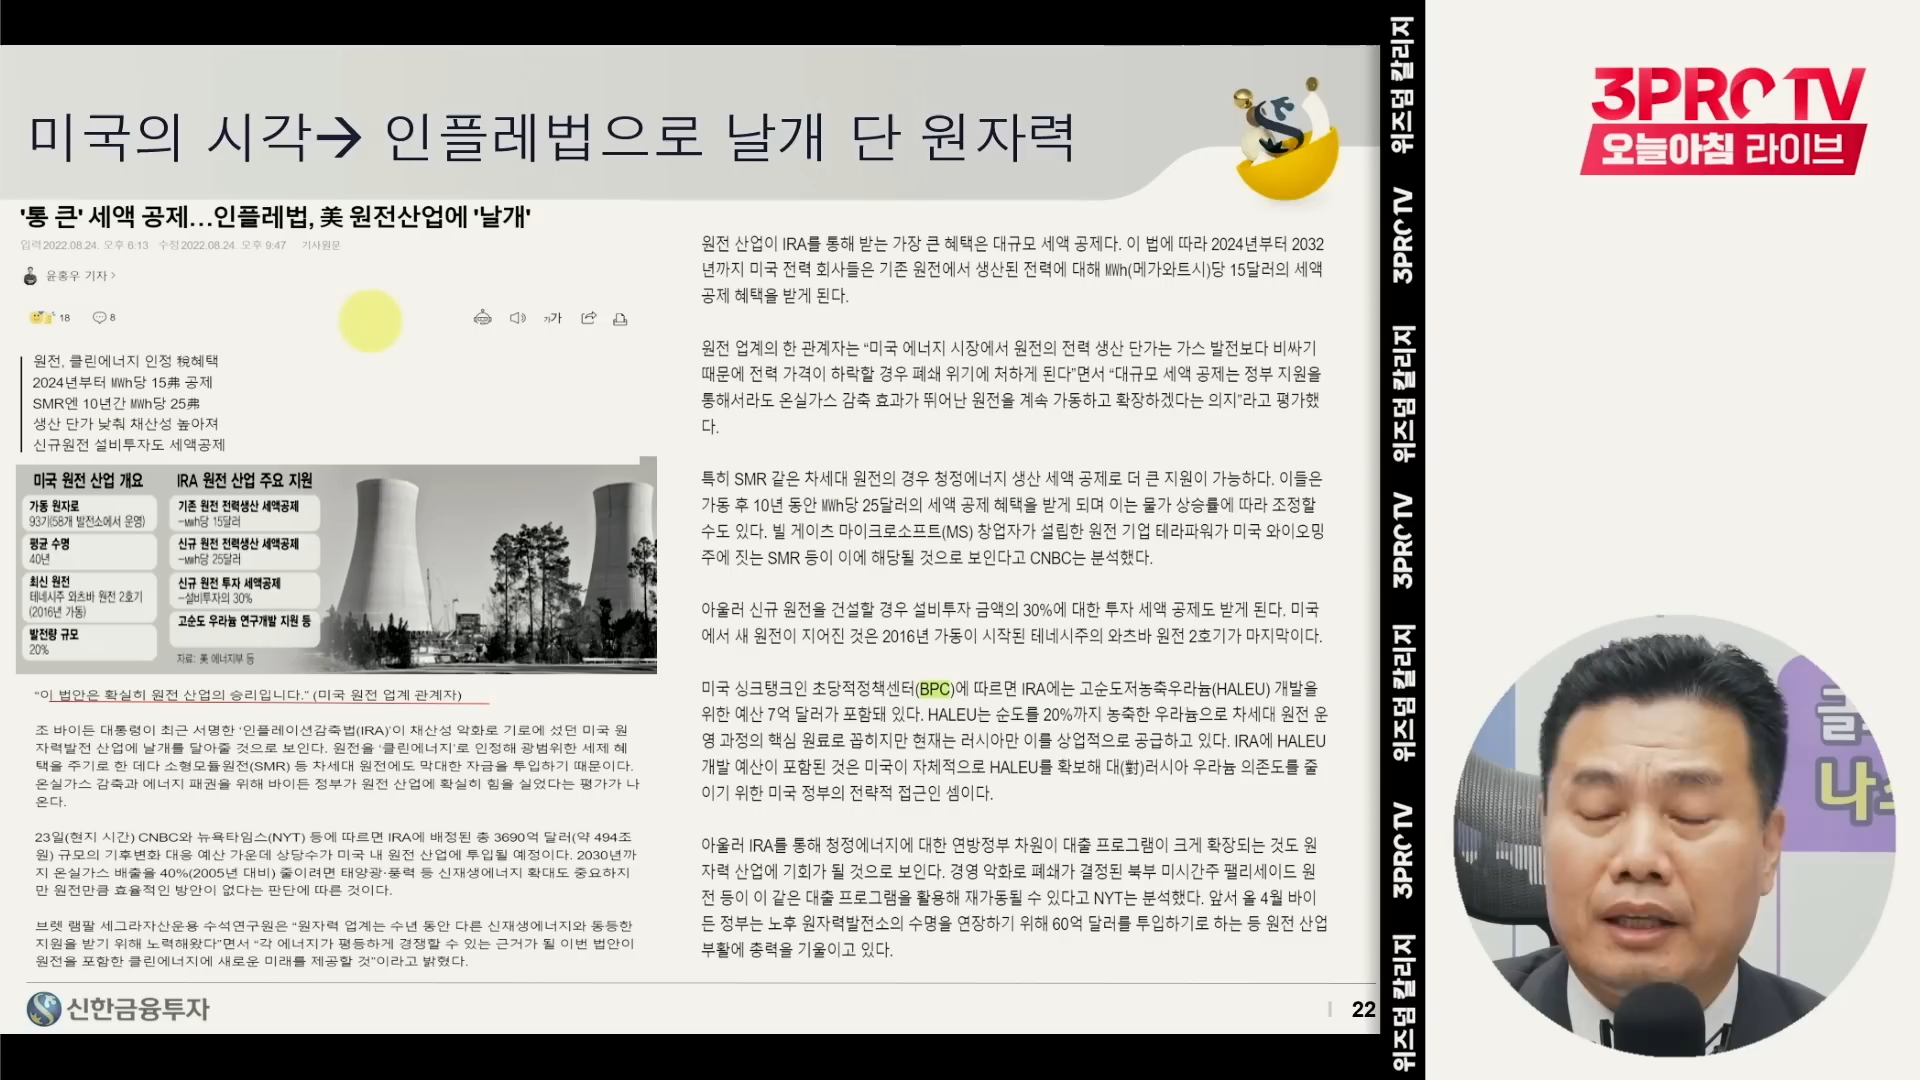 미국의 시각→ 인플레법으로 날개 단 원자력
'통 큰' 세액 공제…인플레법, 美 원전산업에 '날개'
입력2022.08.24. 오후 6:13 수정2022.08.24. 오후 9:47 기사원문
윤홍우 기자 >
18 8
가가
원전, 클린에너지 인정 稅혜택
2024년부터 MWh당 15弗 공제
SMR엔 10년간 MWh당 25弗
생산 단가 낮춰 채산성 높아져
신규원전 설비투자도 세액공제
미국 원전 산업 개요
가동 원자로
93기(58개 발전소에서 운영)
평균 수명
40년
최신 원전
테네시주 와츠바 원전 2호기
(2016년 가동)
발전량 규모
20%
IRA 원전 산업 주요 지원
기존 원전 전력생산 세액공제
-MWh당 15달러
신규 원전 전력생산 세액공제
-MWh당 25달러
신규 원전 투자 세액공제
-설비투자의 30%
고순도 우라늄 연구개발 지원 등
자료: 美 에너지부 등
“이 법안은 확실히 원전 산업의 승리입니다.” (미국 원전 업계 관계자)
조 바이든 대통령이 최근 서명한 ‘인플레이션감축법(IRA)’이 채산성 악화로 기로에 섰던 미국 원
자력발전 산업에 날개를 달아줄 것으로 보인다. 원전을 ‘클린에너지’로 인정해 광범위한 세제 혜
택을 주기로 한 데다 소형모듈원전(SMR) 등 차세대 원전에도 막대한 자금을 투입하기 때문이다.
온실가스 감축과 에너지 패권을 위해 바이든 정부가 원전 산업에 확실히 힘을 실었다는 평가가 나
온다.
23일(현지 시간) CNBC와 뉴욕타임스(NYT) 등에 따르면 IRA에 배정된 총 3690억 달러(약 494조
원) 규모의 기후변화 대응 예산 가운데 상당수가 미국 내 원전 산업에 투입될 예정이다. 2030년까
지 온실가스 배출을 40%(2005년 대비) 줄이려면 태양광·풍력 등 신재생에너지 확대도 중요하지
만 원전만큼 효율적인 방안이 없다는 판단에 따른 것이다.
브렛 램팔 세그라자산운용 수석연구원은 “원자력 업계는 수년 동안 다른 신재생에너지와 동등한
지원을 받기 위해 노력해왔다”면서 “각 에너지가 평등하게 경쟁할 수 있는 근거가 될 이번 법안이
원전을 포함한 클린에너지에 새로운 미래를 제공할 것”이라고 밝혔다.
원전 산업이 IRA를 통해 받는 가장 큰 혜택은 대규모 세액 공제다. 이 법에 따라 2024년부터 2032
년까지 미국 전력 회사들은 기존 원전에서 생산된 전력에 대해 MWh(메가와트시)당 15달러의 세액
공제 혜택을 받게 된다.
원전 업계의 한 관계자는 “미국 에너지 시장에서 원전의 전력 생산 단가는 가스 발전보다 비싸기
때문에 전력 가격이 하락할 경우 폐쇄 위기에 처하게 된다”면서 “대규모 세액 공제는 정부 지원을
통해서라도 온실가스 감축 효과가 뛰어난 원전을 계속 가동하고 확장하겠다는 의지”라고 평가했
다.
특히 SMR 같은 차세대 원전의 경우 청정에너지 생산 세액 공제로 더 큰 지원이 가능하다. 이들은
가동 후 10년 동안 MWh당 25달러의 세액 공제 혜택을 받게 되며 이는 물가 상승률에 따라 조정할
수도 있다. 빌 게이츠 마이크로소프트(MS) 창업자가 설립한 원전 기업 테라파워가 미국 와이오밍
주에 짓는 SMR 등이 이에 해당될 것으로 보인다고 CNBC는 분석했다.
아울러 신규 원전을 건설할 경우 설비투자 금액의 30%에 대한 투자 세액 공제도 받게 된다. 미국
에서 새 원전이 지어진 것은 2016년 가동이 시작된 테네시주의 와츠바 원전 2호기가 마지막이다.
미국 싱크탱크인 초당적정책센터(BPC)에 따르면 IRA에는 고순도저농축우라늄(HALEU) 개발을
위한 예산 7억 달러가 포함돼 있다. HALEU는 순도를 20%까지 농축한 우라늄으로 차세대 원전 운
영 과정의 핵심 원료로 꼽히지만 현재는 러시아만 이를 상업적으로 공급하고 있다. IRA에 HALEU
개발 예산이 포함된 것은 미국이 자체적으로 HALEU를 확보해 대(對)러시아 우라늄 의존도를 줄
이기 위한 미국 정부의 전략적 접근인 셈이다.
아울러 IRA를 통해 청정에너지에 대한 연방정부 차원이 대출 프로그램이 크게 확장되는 것도 원
자력 산업에 기회가 될 것으로 보인다. 경영 악화로 폐쇄가 결정된 북부 미시간주 팰리세이드 원
전 등이 이 같은 대출 프로그램을 활용해 재가동될 수 있다고 NYT는 분석했다. 앞서 올 4월 바이
든 정부는 노후 원자력발전소의 수명을 연장하기 위해 60억 달러를 투입하기로 하는 등 원전 산업
부활에 총력을 기울이고 있다.
신한금융투자
22
위즈덤 칼리지
3PRO TV
위즈덤 칼리지
3PRO TV
위즈덤 칼리지
3PRO TV
위즈덤 칼리지
3PRO TV
오늘아침 라이브